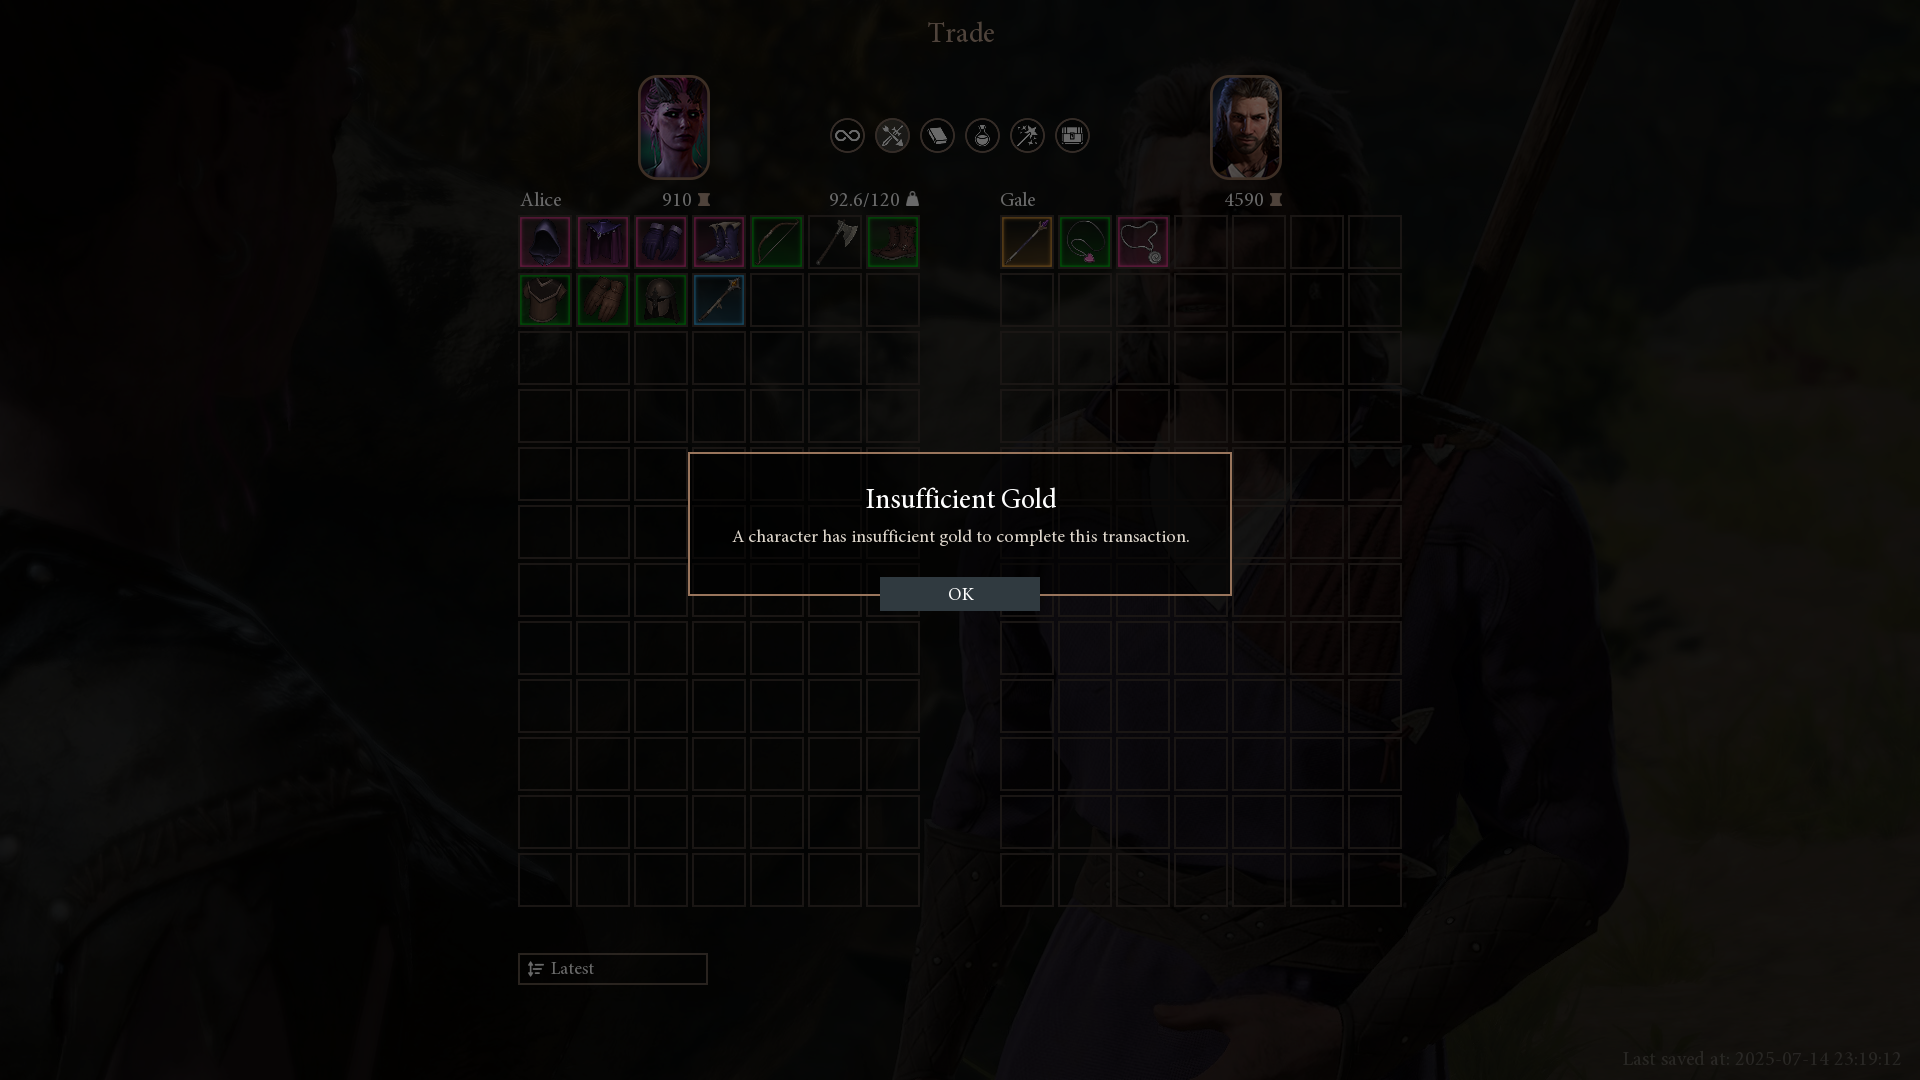 Trade
Alice 910 92.6/120
Gale 4590
Insufficient Gold
A character has insufficient gold to complete this transaction.
OK
Latest
Last saved at: 2025-07-14 23:19:12